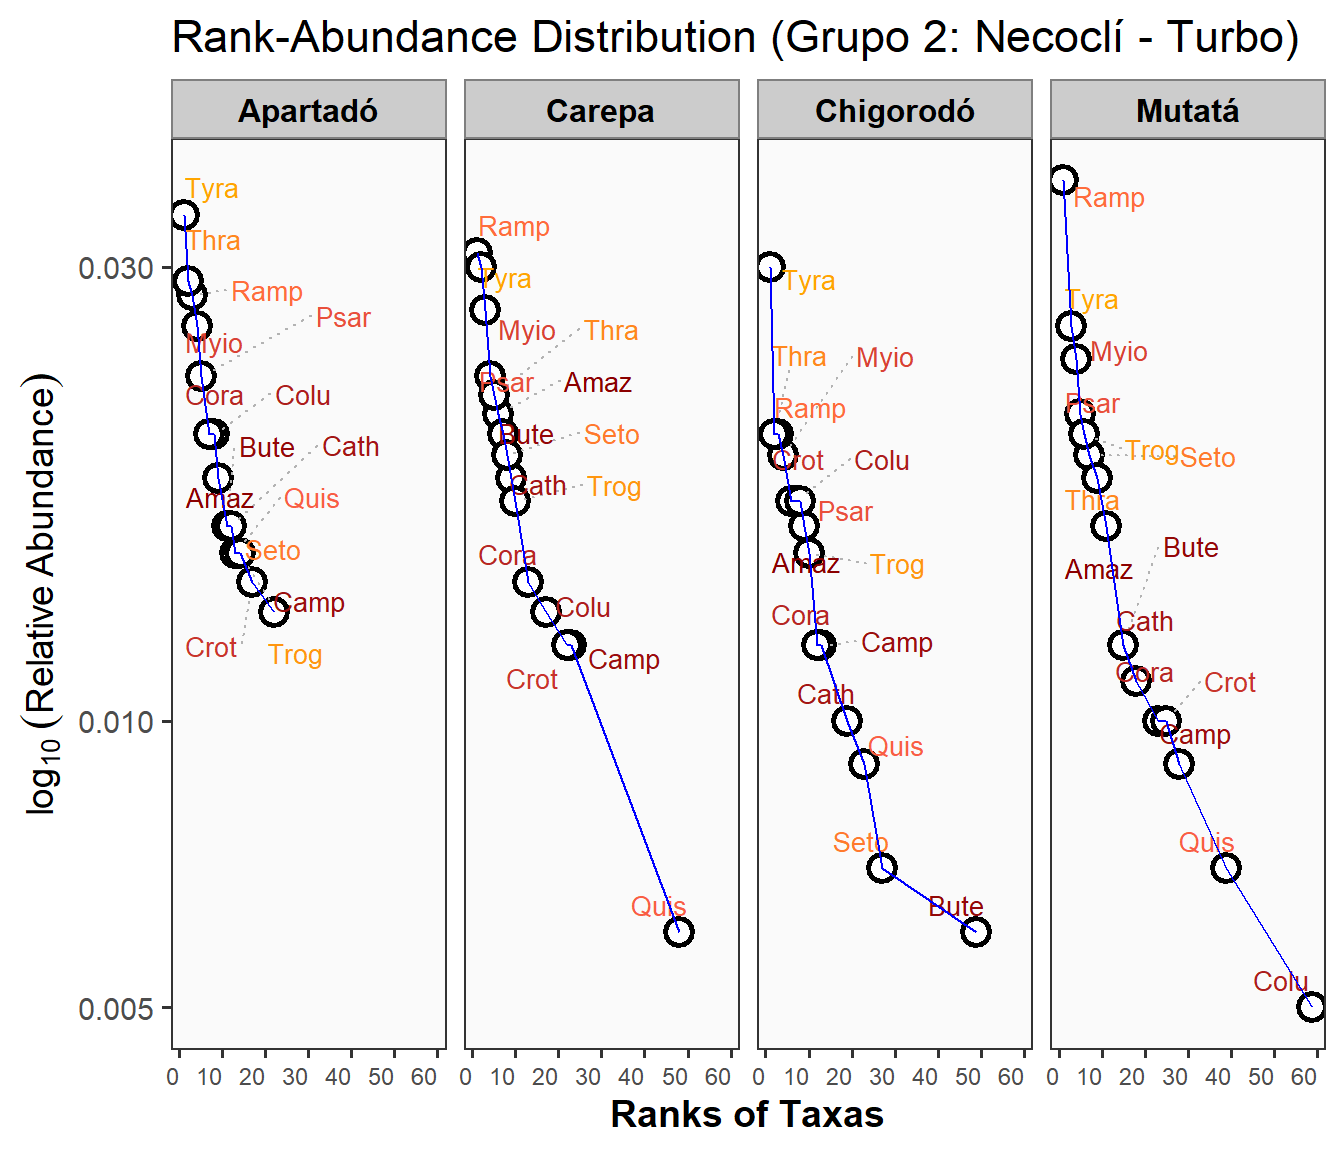 Rank-Abundance Distribution (Grupo 2: Necoclí - Turbo)
Apartadó
Carepa
Chigorodó
Mutatá
log10 (Relative Abundance)
0.030
0.010
0.005
Tyra
Thra
Ramp
Psar
Myio
Cora
Colu
Bute
Cath
Amaz
Quis
Seto
Camp
Crot
Trog
Ramp
Tyra
Myio
Thra
Psar
Amaz
Bute
Seto
Cath
Trog
Cora
Colu
Camp
Crot
Quis
Tyra
Thra
Myio
Ramp
Crot
Colu
Psar
Amaz
Trog
Cora
Camp
Cath
Quis
Seto
Bute
Ramp
Tyra
Myio
Psar
Trog
Seto
Thra
Bute
Amaz
Cath
Cora
Crot
Camp
Quis
Colu
0 10 20 30 40 50 60
0 10 20 30 40 50 60
0 10 20 30 40 50 60
0 10 20 30 40 50 60
Ranks of Taxas